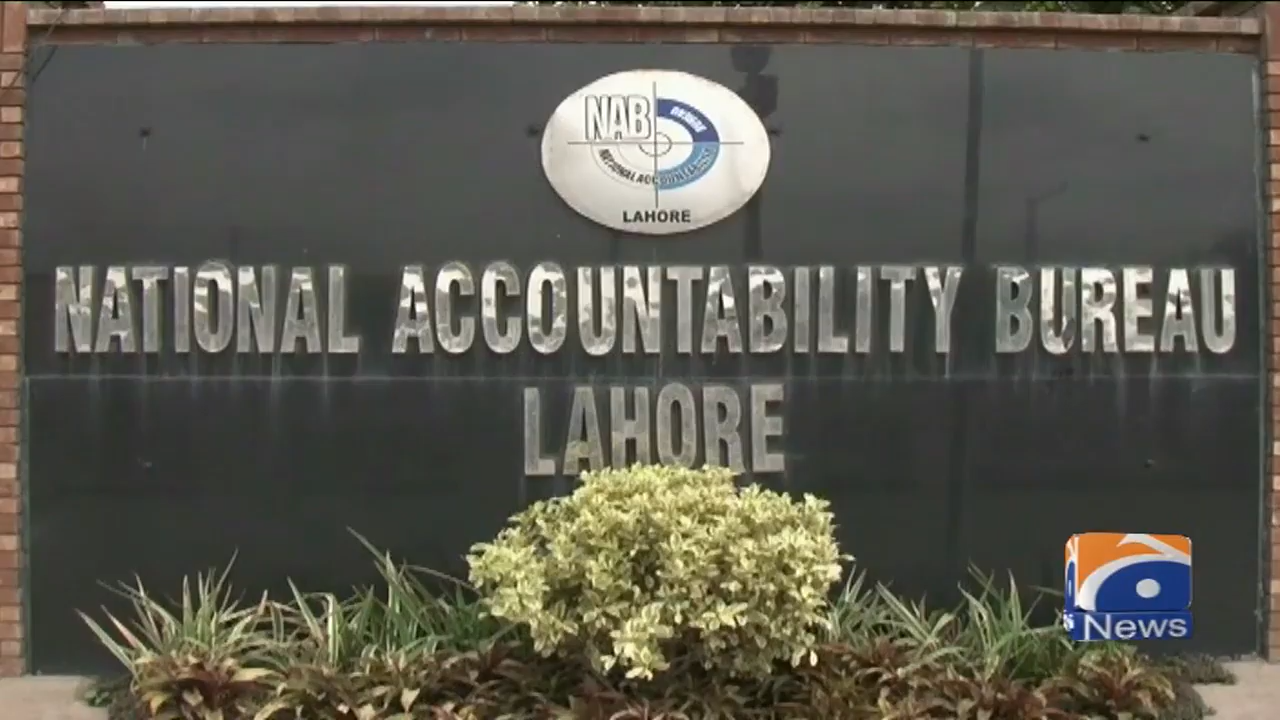 NAB
NATIONAL ACCOUNTABILITY
LAHORE
NATIONAL ACCOUNTABILITY BUREAU
LAHORE
News